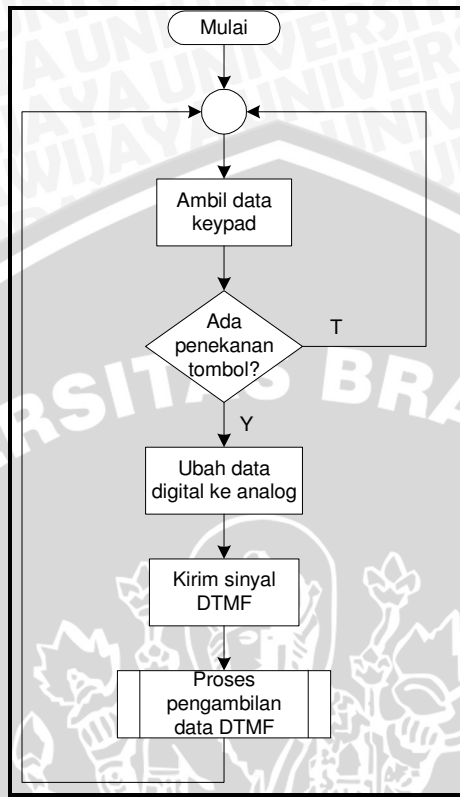 Mulai
Ambil data
keypad
Ada
penekanan
tombol?
T
Y
Ubah data
digital ke analog
Kirim sinyal
DTMF
Proses
pengambilan
data DTMF